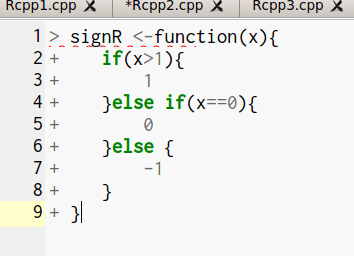 Rcpp1.cpp X *Rcpp2.cpp X Rcpp3.cpp X
1 > signR <-function(x){
2 +     if(x>1){
3 +         1
4 +     }else if(x==0){
5 +         0
6 +     }else {
7 +         -1
8 +     }
9 + }